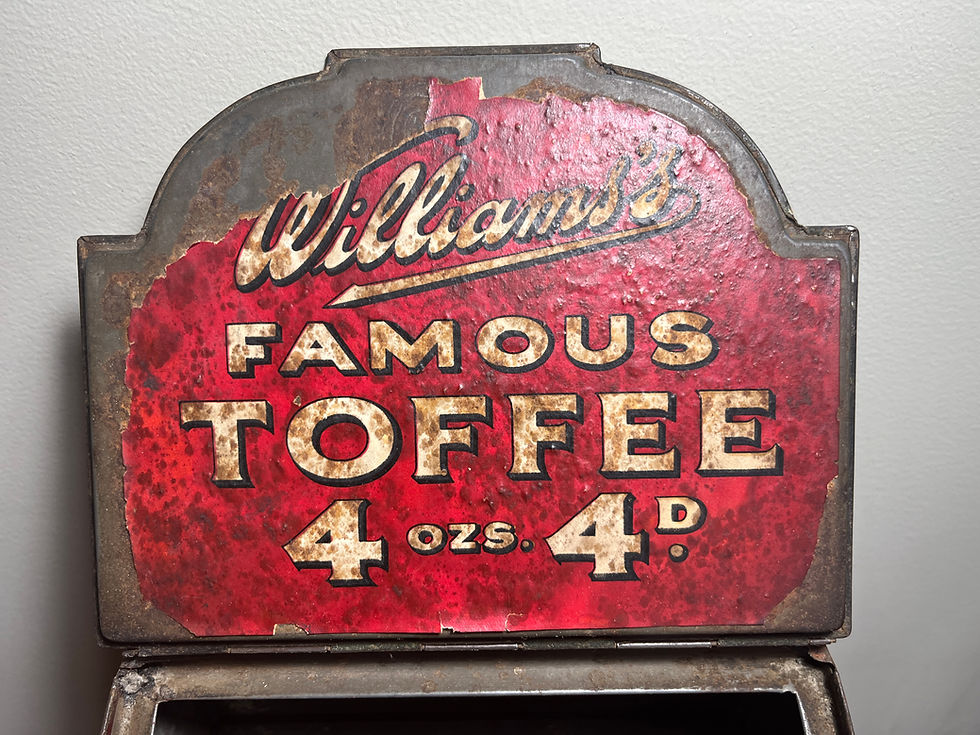 Williams's
FAMOUS
TOFFEE
4 OZS. 4D.